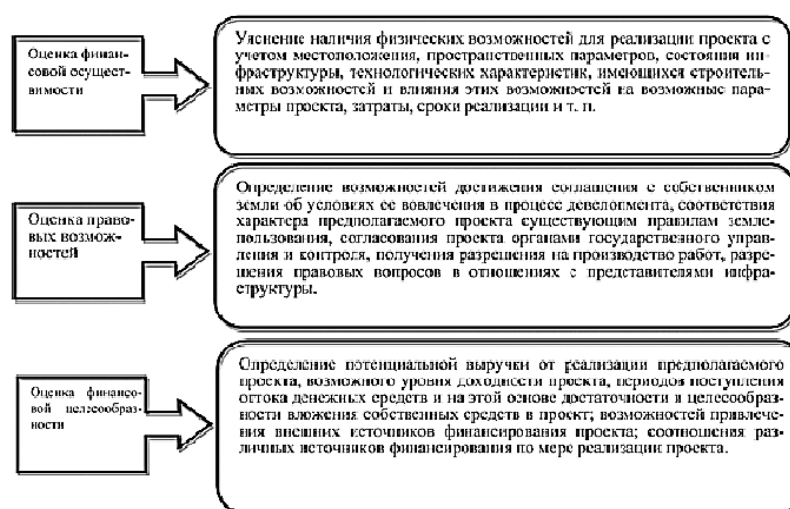 Оценка финан-
совой осущест-
вимости
Уяснение наличия физических возможностей для реализации проекта с
учетом местоположения, пространственных параметров, состояния ин-
фраструктуры, технологических характеристик, имеющихся строитель-
ных возможностей и влияния этих возможностей на возможные пара-
метры проекта, затраты, сроки реализации и т. п.
Оценка право-
вых возмож-
ностей
Определение возможностей достижения соглашения с собственником
земли об условиях ее вовлечения в процесс девелопмента, соответствия
характера предполагаемого проекта существующим правилам земле-
пользования, согласования проекта органами государственного управ-
ления и контроля, получения разрешения на производство работ, разре-
шения правовых вопросов в отношениях с представителями инфра-
структуры.
Оценка финансо-
вой целесообраз-
ности
Определение потенциальной выручки от реализации предполагаемого
проекта, возможного уровня доходности проекта, периодов поступления
оттока денежных средств и на этой основе достаточности и целесообраз-
ности вложения собственных средств в проект; возможностей привлече-
чения внешних источников финансирования проекта; соотношения раз-
личных источников финансирования по мере реализации проекта.